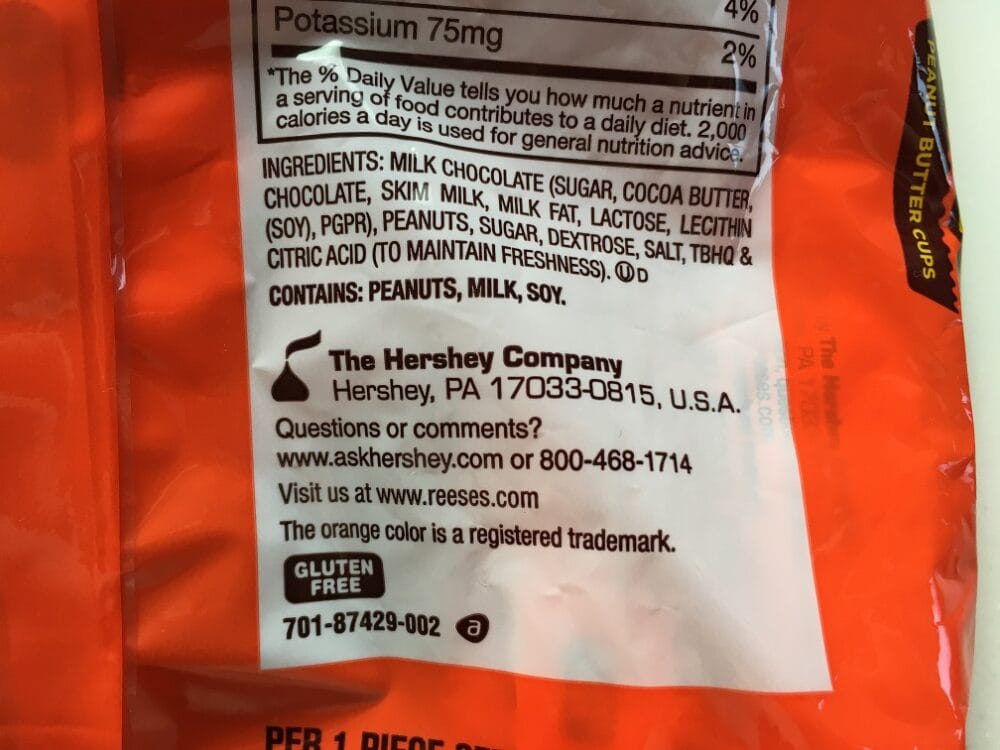 4%
Potassium 75mg
2%
*The % Daily Value tells you how much a nutrient in
a serving of food contributes to a daily diet. 2,000
calories a day is used for general nutrition advice.
INGREDIENTS: MILK CHOCOLATE (SUGAR, COCOA BUTTER,
CHOCOLATE, SKIM MILK, MILK FAT, LACTOSE, LECITHIN
(SOY), PGPR), PEANUTS, SUGAR, DEXTROSE, SALT, TBHQ &
CITRIC ACID (TO MAINTAIN FRESHNESS). ⓊD
CONTAINS: PEANUTS, MILK, SOY.
The Hershey Company
Hershey, PA 17033-0815, U.S.A.
Questions or comments?
www.askhershey.com or 800-468-1714
Visit us at www.reeses.com
The orange color is a registered trademark.
GLUTEN
FREE
701-87429-002 a
PER 1 PIECE
PEANUT BUTTER CUPS